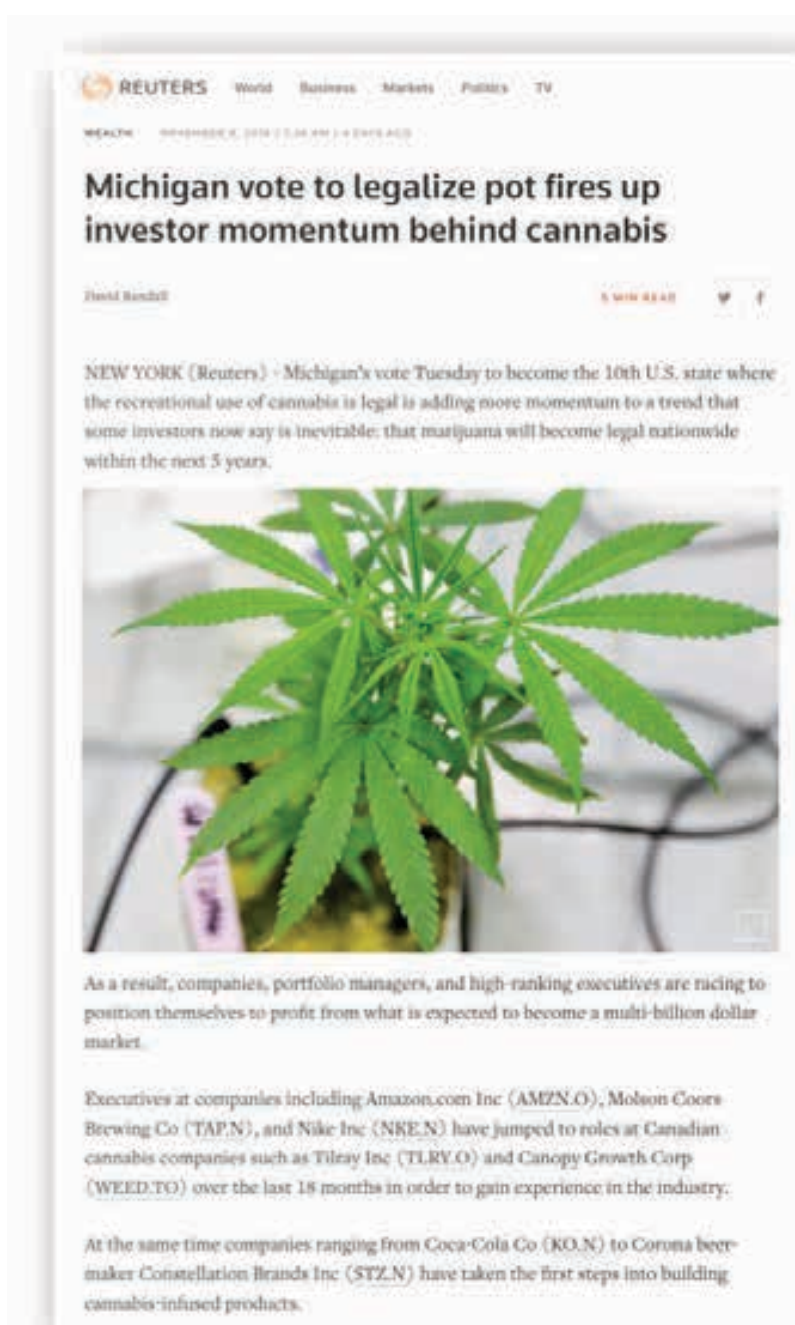 REUTERS World Business Markets Politics TV
WEALTH NOVEMBER
Michigan vote to legalize pot fires up
investor momentum behind cannabis
David Randall
5 MIN READ
NEW YORK (Reuters) - Michigan's vote Tuesday to become the 10th U.S. state where
the recreational use of cannabis is legal is adding more momentum to a trend that
some investors now say is inevitable: that marijuana will become legal nationwide
within the next 5 years.
As a result, companies, portfolio managers, and high-ranking executives are racing to
position themselves to profit from what is expected to become a multi-billion dollar
market.
Executives at companies including Amazon.com Inc (AMZN.O), Molson Coors
Brewing Co (TAP.N), and Nike Inc (NKE.N) have jumped to roles at Canadian
cannabis companies such as Tilray Inc (TLRY.O) and Canopy Growth Corp
(WEED.TO) over the last 18 months in order to gain experience in the industry.
At the same time companies ranging from Coca-Cola Co (KO.N) to Corona beer-
maker Constellation Brands Inc (STZ.N) have taken the first steps into building
cannabis-infused products.